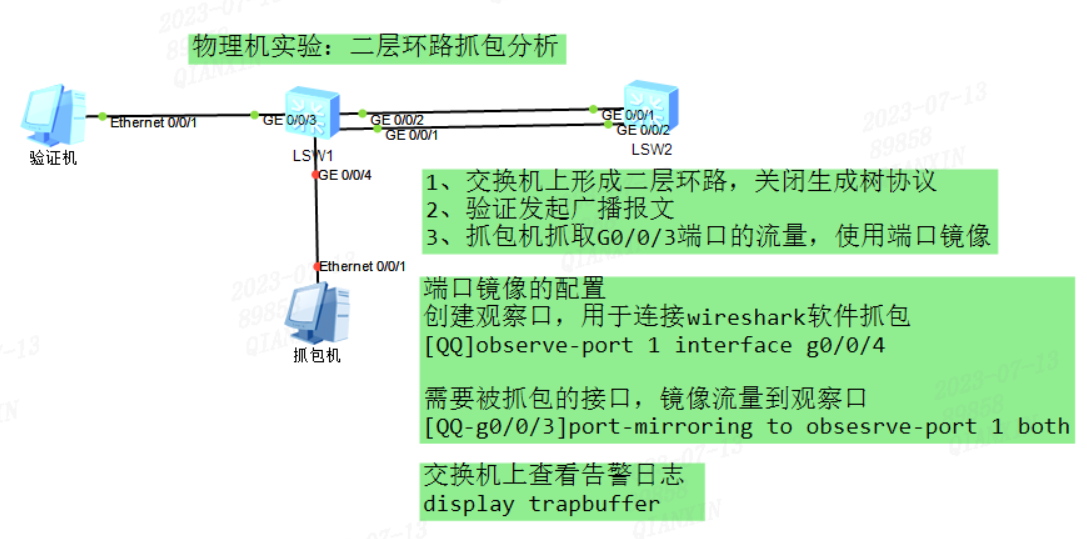 物理机实验：二层环路抓包分析
Ethernet 0/0/1
GE 0/0/3
GE 0/0/2
GE 0/0/1
GE 0/0/1
GE 0/0/2
验证机
LSW1
LSW2
GE 0/0/4
Ethernet 0/0/1
抓包机
1、交换机上形成二层环路，关闭生成树协议
2、验证发起广播报文
3、抓包机抓取G0/0/3端口的流量，使用端口镜像
端口镜像的配置
创建观察口，用于连接wireshark软件抓包
[QQ]observe-port 1 interface g0/0/4
需要被抓包的接口，镜像流量到观察口
[QQ-g0/0/3]port-mirroring to obsesrve-port 1 both
交换机上查看告警日志
display trapbuffer
2023-07-13
89858
QIANXIN